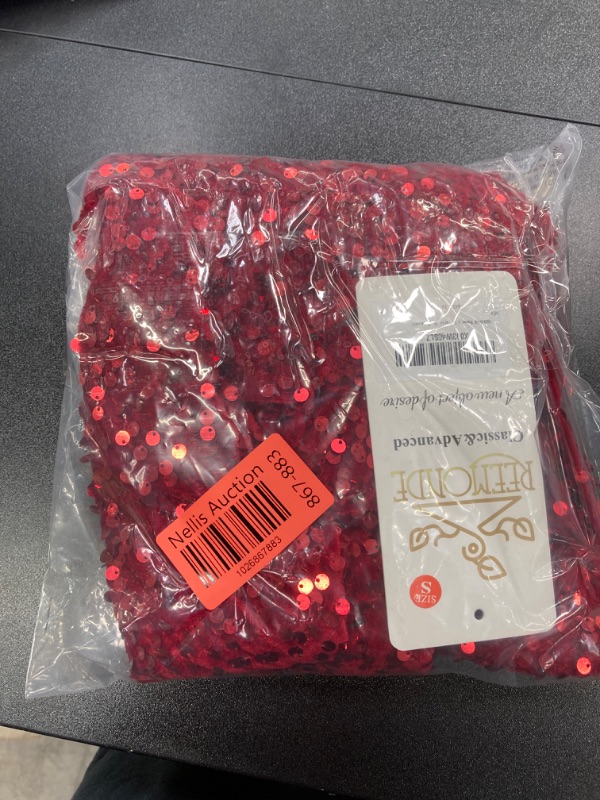 Nellis Auction
867-883
1026867883
SIZE:
S
REEMONDE
Classic&Advanced
A new object of desire